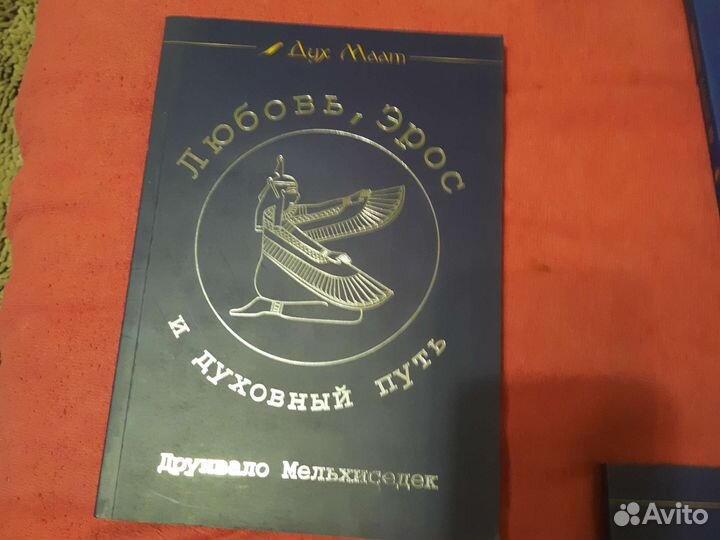 Дух Маат
Любовь, Эрос
и духовный путь
Друнвало Мельхиседек
Avito